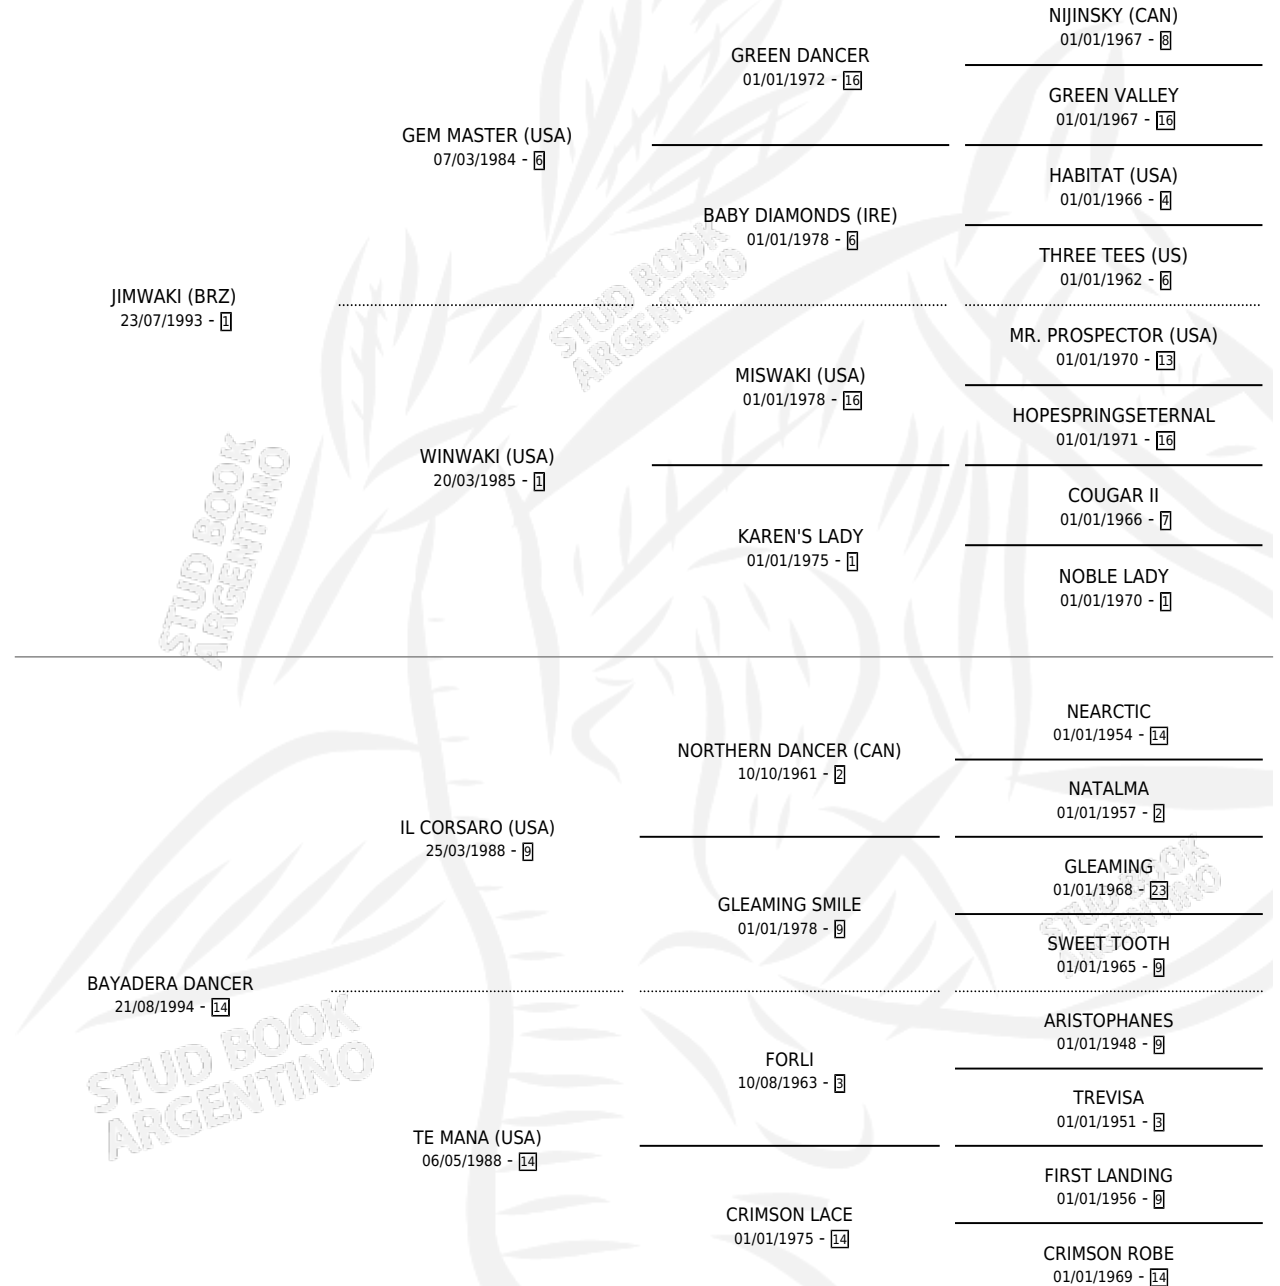 NIJINSKY (CAN)
01/01/1967 - 8
GREEN DANCER
01/01/1972 - 16
GREEN VALLEY
01/01/1967 - 16
GEM MASTER (USA)
07/03/1984 - 6
HABITAT (USA)
01/01/1966 - 4
BABY DIAMONDS (IRE)
01/01/1978 - 6
THREE TEES (US)
01/01/1962 - 6
JIMWAKI (BRZ)
23/07/1993 - 1
STUD BOOK
ARGENTINO
MR. PROSPECTOR (USA)
01/01/1970 - 13
MISWAKI (USA)
01/01/1978 - 16
HOPESPRINGSETERNAL
01/01/1971 - 16
WINWAKI (USA)
20/03/1985 - 1
COUGAR II
01/01/1966 - 7
KAREN'S LADY
01/01/1975 - 1
NOBLE LADY
01/01/1970 - 1
STUD BOOK
ARGENTINO
NEARCTIC
01/01/1954 - 14
NORTHERN DANCER (CAN)
10/10/1961 - 2
NATALMA
01/01/1957 - 2
IL CORSARO (USA)
25/03/1988 - 9
GLEAMING
01/01/1968 - 23
GLEAMING SMILE
01/01/1978 - 9
SWEET TOOTH
01/01/1965 - 9
STUD BOOK
ARGENTINO
BAYADERA DANCER
21/08/1994 - 14
ARISTOPHANES
01/01/1948 - 9
FORLI
10/08/1963 - 3
TREVISA
01/01/1951 - 3
STUD BOOK
ARGENTINO
TE MANA (USA)
06/05/1988 - 14
FIRST LANDING
01/01/1956 - 9
CRIMSON LACE
01/01/1975 - 14
CRIMSON ROBE
01/01/1969 - 14